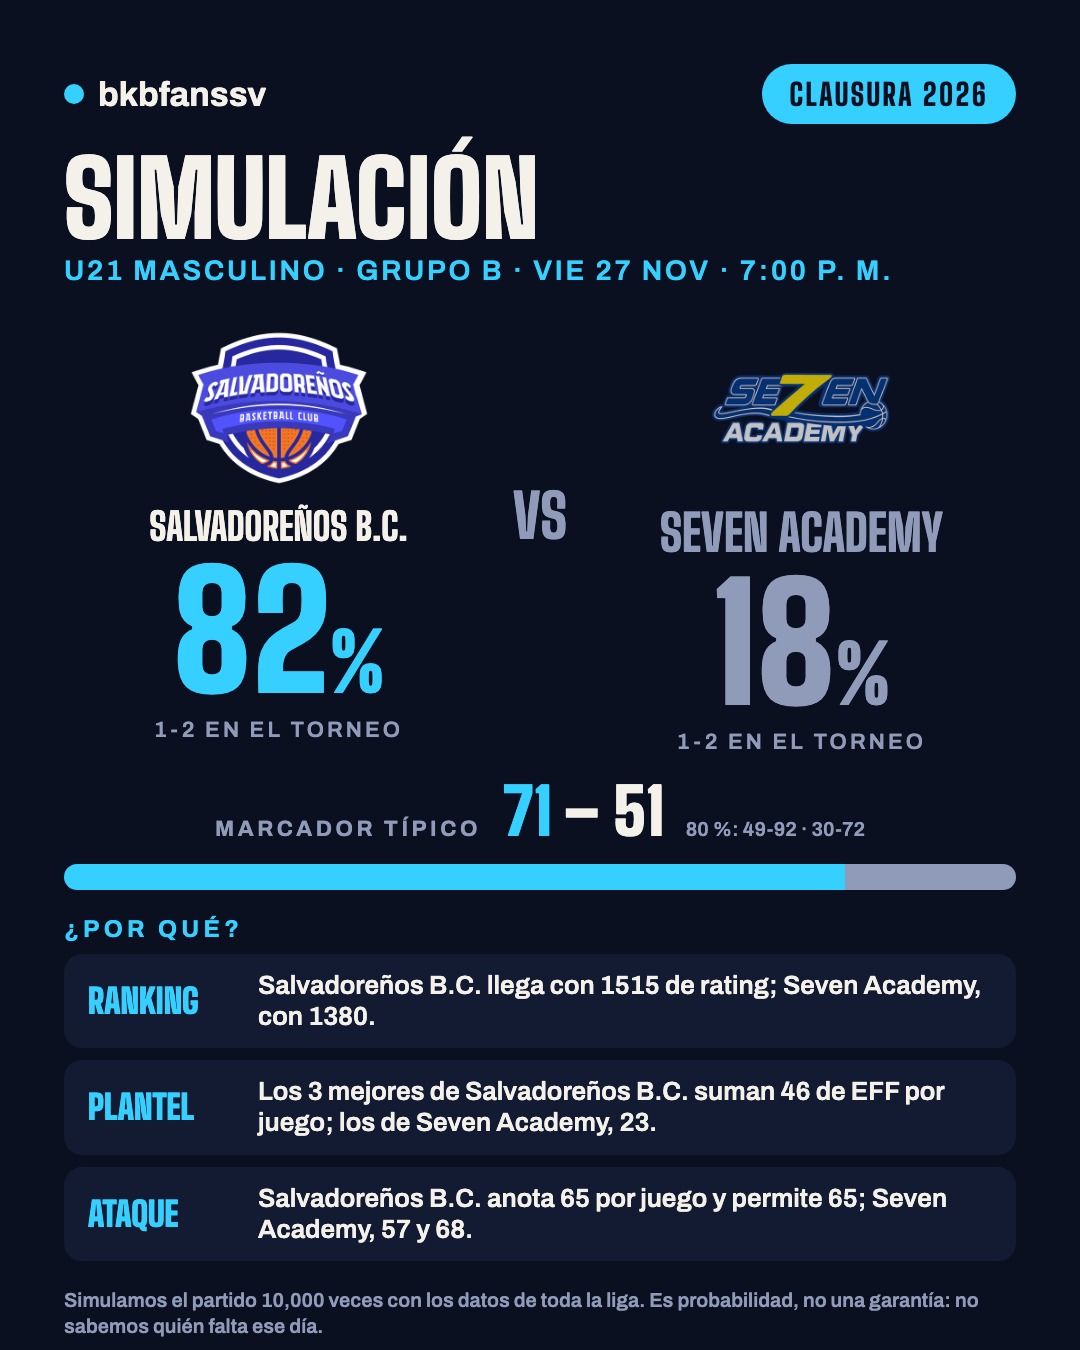 bkbfanssv
CLAUSURA 2026
SIMULACIÓN
U21 MASCULINO · GRUPO B · VIE 27 NOV · 7:00 P. M.
SALVADOREÑOS
BASKETBALL CLUB
SE7EN
ACADEMY
SALVADOREÑOS B.C.
VS
SEVEN ACADEMY
82%
18%
1-2 EN EL TORNEO
1-2 EN EL TORNEO
MARCADOR TÍPICO 71 – 51 80 %: 49-92 · 30-72
¿POR QUÉ?
RANKING
Salvadoreños B.C. llega con 1515 de rating; Seven Academy,
con 1380.
PLANTEL
Los 3 mejores de Salvadoreños B.C. suman 46 de EFF por
juego; los de Seven Academy, 23.
ATAQUE
Salvadoreños B.C. anota 65 por juego y permite 65; Seven
Academy, 57 y 68.
Simulamos el partido 10,000 veces con los datos de toda la liga. Es probabilidad, no una garantía: no
sabemos quién falta ese día.